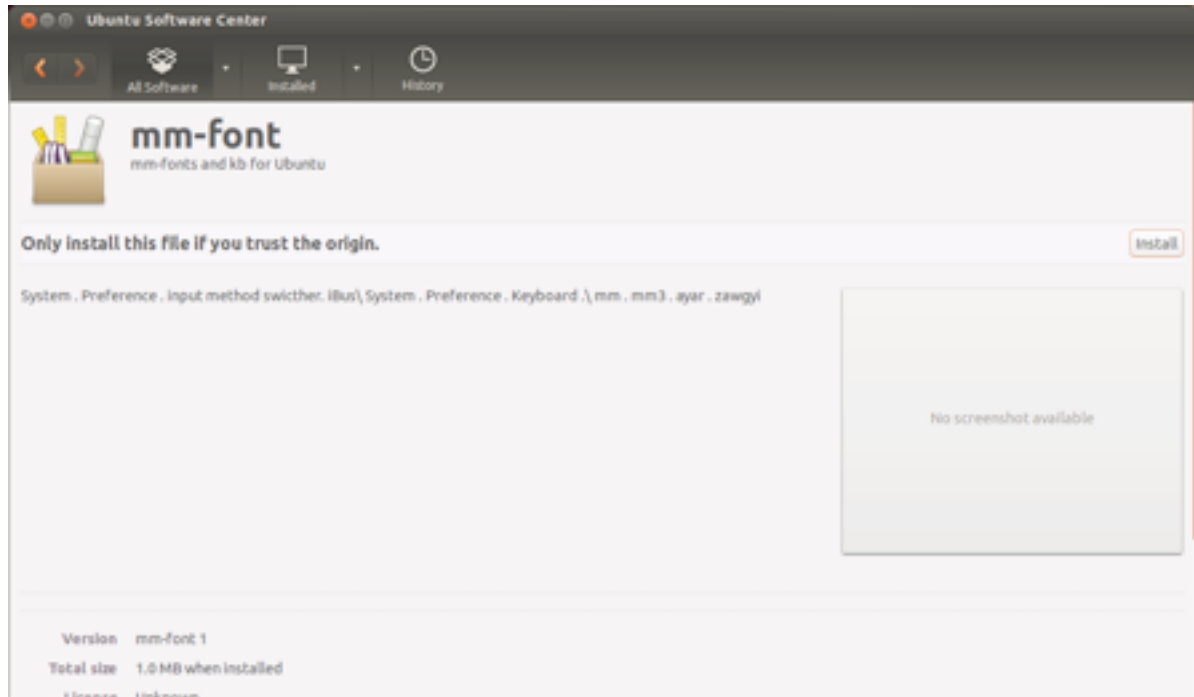 Ubuntu Software Center
All Software
Installed
History
mm-font
mm-fonts and kb for Ubuntu
Only install this file if you trust the origin.
Install
System . Preference . input method swicther. iBus\ System . Preference . Keyboard .\ mm . mm3 . ayar . zawgyi
No screenshot available
Version mm-font 1
Total size 1.0 MB when installed
License Unknown